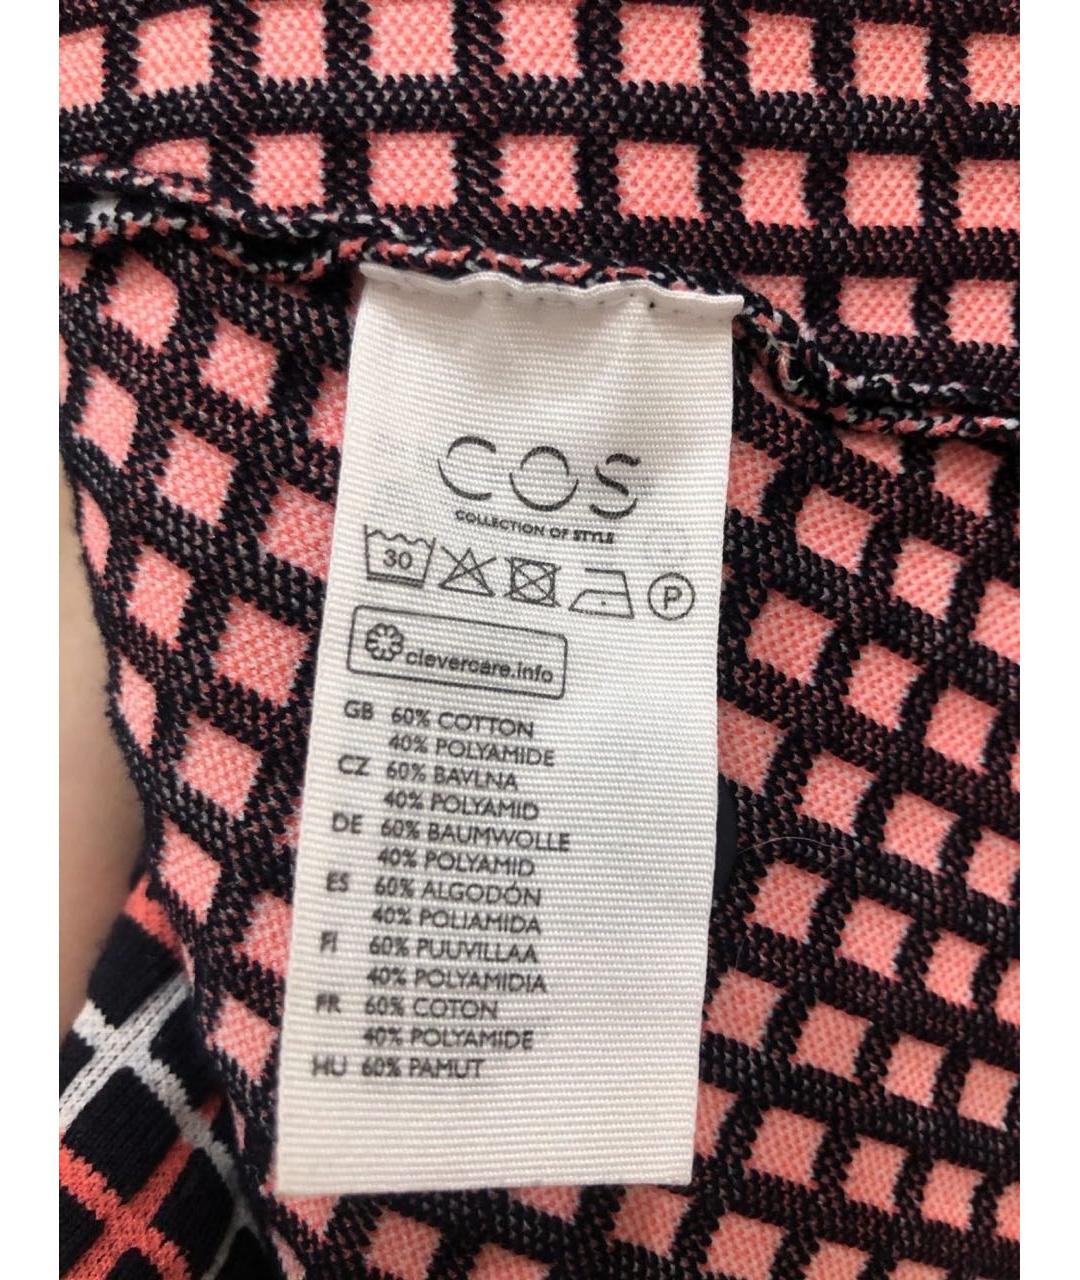 COS
COLLECTION OF STYLE
30 P
clevercare.info
GB 60% COTTON
40% POLYAMIDE
CZ 60% BAVLNA
40% POLYAMID
DE 60% BAUMWOLLE
40% POLYAMID
ES 60% ALGODÓN
40% POLIAMIDA
FI 60% PUUVILLAA
40% POLYAMIDIA
FR 60% COTON
40% POLYAMIDE
HU 60% PAMUT